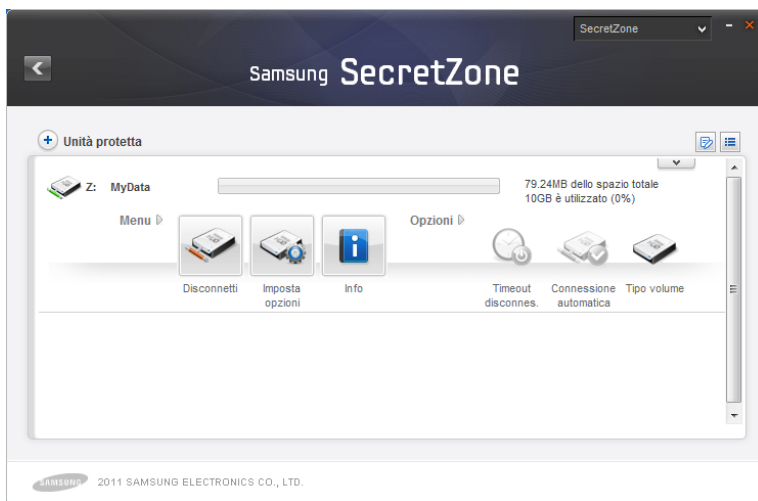 SecretZone
Samsung SecretZone
Unità protetta
Z: MyData
79.24MB dello spazio totale
10GB è utilizzato (0%)
Menu
Opzioni
Disconnetti
Imposta
opzioni
Info
Timeout
disconnes.
Connessione
automatica
Tipo volume
SAMSUNG 2011 SAMSUNG ELECTRONICS CO., LTD.